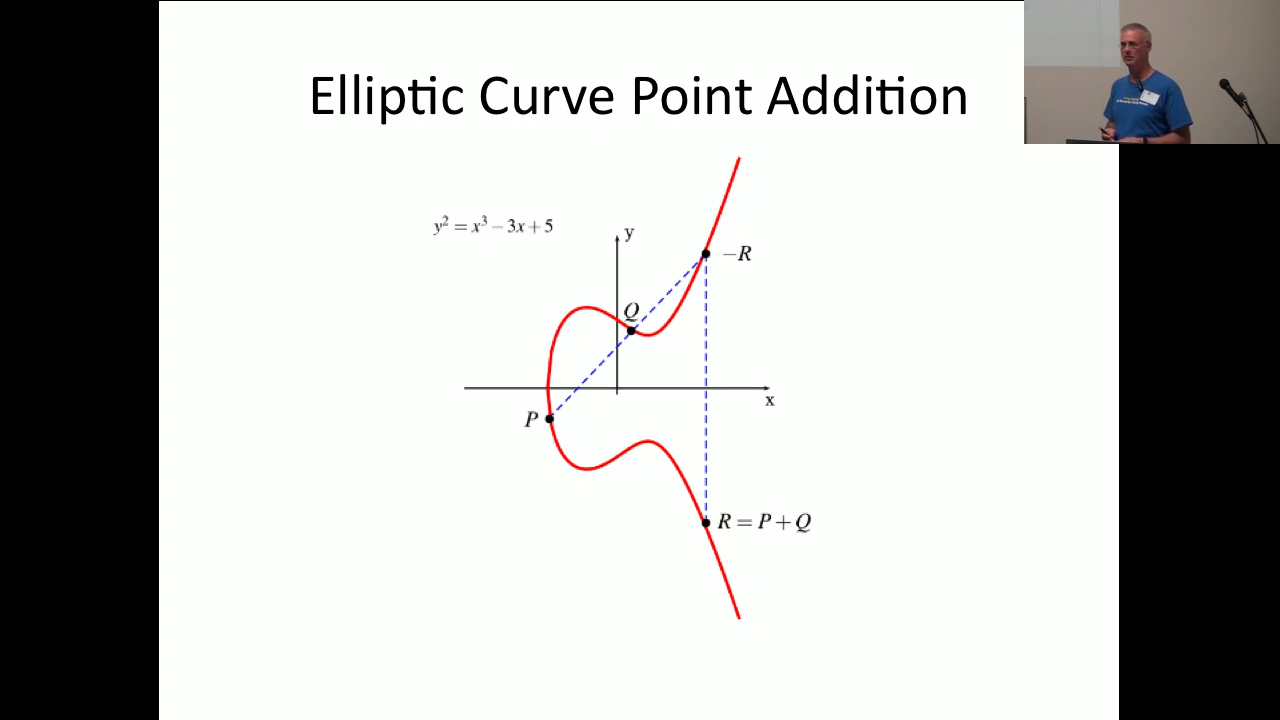 Elliptic Curve Point Addition
y² = x³ − 3x + 5
y
−R
Q
x
P
R = P + Q